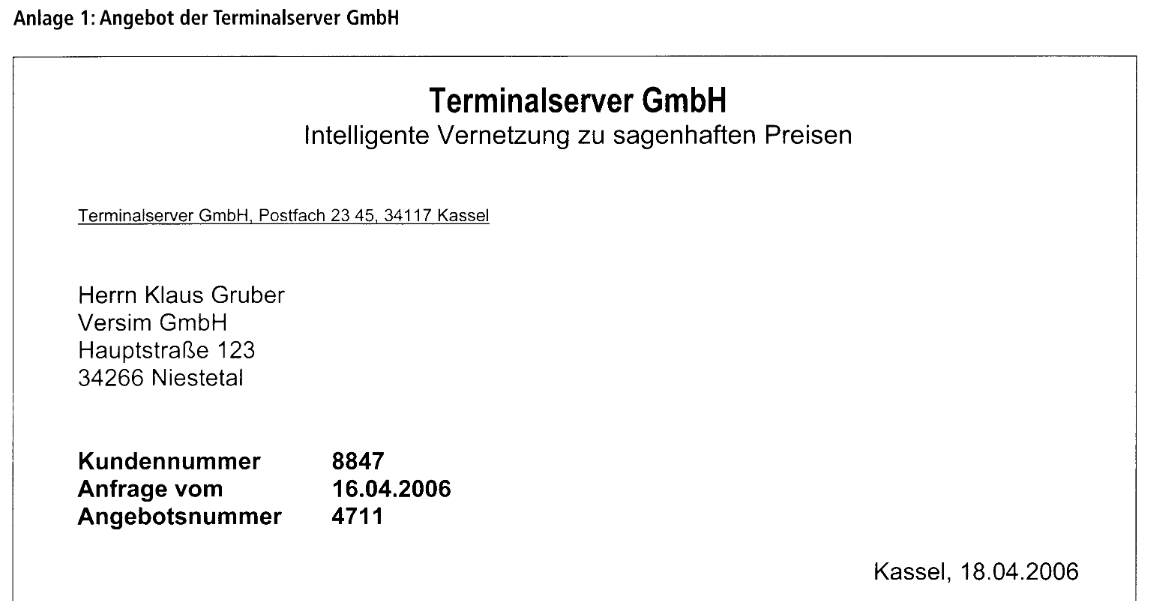 Anlage 1: Angebot der Terminalserver GmbH
Terminalserver GmbH
Intelligente Vernetzung zu sagenhaften Preisen
Terminalserver GmbH, Postfach 23 45, 34117 Kassel
Herrn Klaus Gruber
Versim GmbH
Hauptstraße 123
34266 Niestetal
Kundennummer 8847
Anfrage vom 16.04.2006
Angebotsnummer 4711
Kassel, 18.04.2006